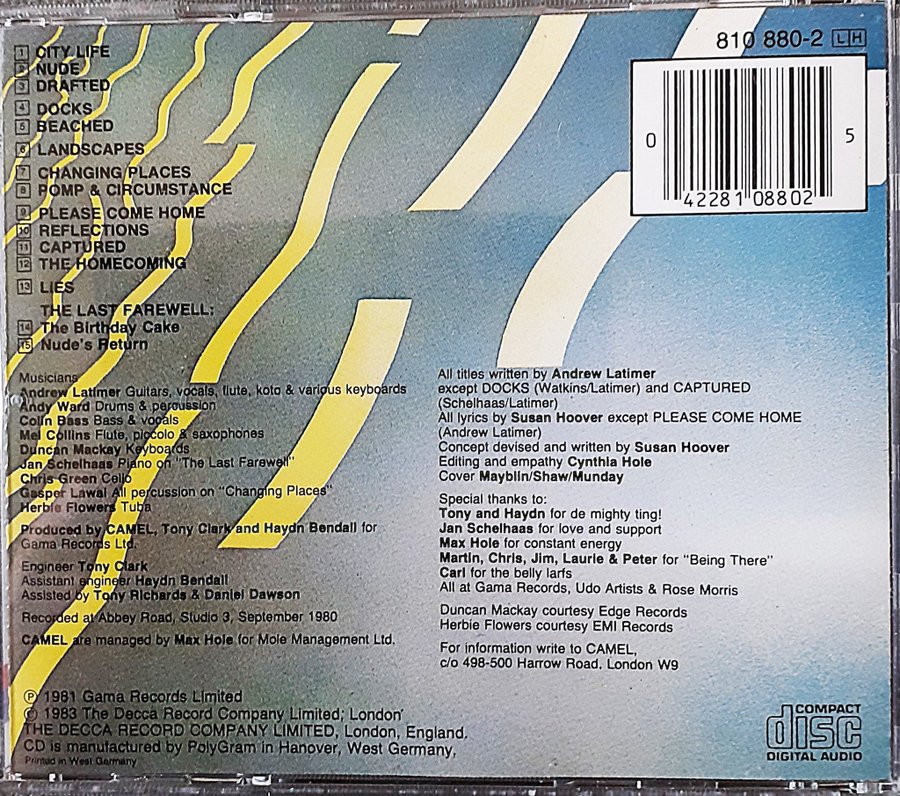 1 CITY LIFE
2 NUDE
3 DRAFTED
4 DOCKS
5 BEACHED
6 LANDSCAPES
7 CHANGING PLACES
8 POMP & CIRCUMSTANCE
9 PLEASE COME HOME
10 REFLECTIONS
11 CAPTURED
12 THE HOMECOMING
13 LIES
THE LAST FAREWELL:
14 The Birthday Cake
15 Nude's Return
810 880-2 LH
0 42281 08802 5
Musicians
Andrew Latimer Guitars, vocals, flute, koto & various keyboards
Andy Ward Drums & percussion
Colin Bass Bass & vocals
Mel Collins Flute, piccolo & saxophones
Duncan Mackay Keyboards
Jan Schelhaas Piano on "The Last Farewell"
Chris Green Cello
Gasper Lawal All percussion on "Changing Places"
Herbie Flowers Tuba
Produced by CAMEL, Tony Clark and Haydn Bendall for
Gama Records Ltd.
Engineer Tony Clark
Assistant engineer Haydn Bendall
Assisted by Tony Richards & Daniel Dawson
Recorded at Abbey Road, Studio 3, September 1980
CAMEL are managed by Max Hole for Mole Management Ltd.
℗ 1981 Gama Records Limited
© 1983 The Decca Record Company Limited; London
THE DECCA RECORD COMPANY LIMITED, London, England.
CD is manufactured by PolyGram in Hanover, West Germany,
Printed in West Germany
All titles written by Andrew Latimer
except DOCKS (Watkins/Latimer) and CAPTURED
(Schelhaas/Latimer)
All lyrics by Susan Hoover except PLEASE COME HOME
(Andrew Latimer)
Concept devised and written by Susan Hoover
Editing and empathy Cynthia Hole
Cover Mayblin/Shaw/Munday
Special thanks to:
Tony and Haydn for de mighty ting!
Jan Schelhaas for love and support
Max Hole for constant energy
Martin, Chris, Jim, Laurie & Peter for "Being There"
Carl for the belly larfs
All at Gama Records, Udo Artists & Rose Morris
Duncan Mackay courtesy Edge Records
Herbie Flowers courtesy EMI Records
For information write to CAMEL,
c/o 498-500 Harrow Road, London W9
COMPACT
disc
DIGITAL AUDIO